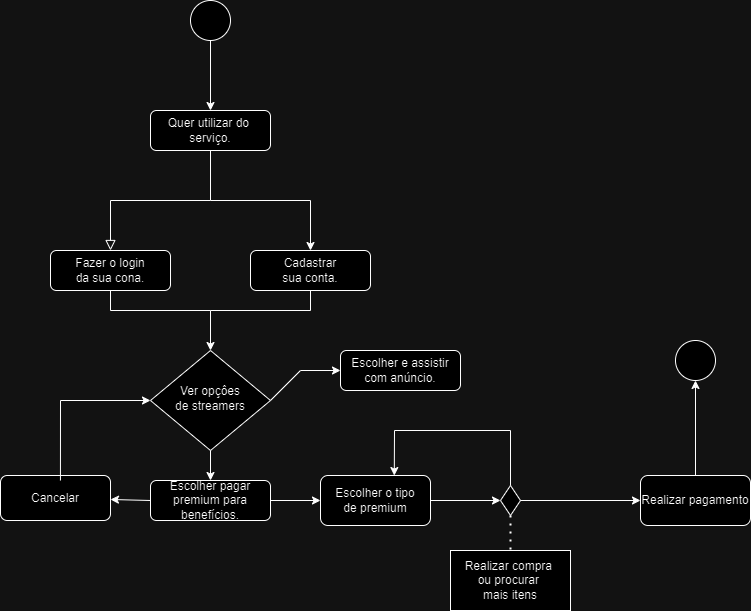 Quer utilizar do
serviço.
Fazer o login
da sua cona.
Cadastrar
sua conta.
Ver opções
de streamers
Escolher e assistir
com anúncio.
Cancelar
Escolher pagar
premium para
benefícios.
Escolher o tipo
de premium
Realizar pagamento
Realizar compra
ou procurar
mais itens